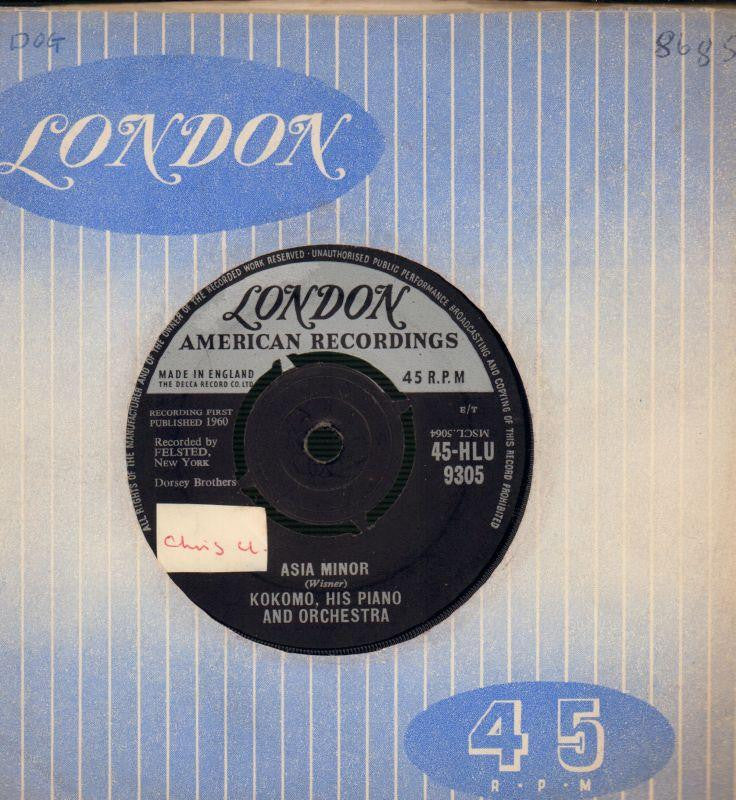 DOG
8685
LONDON
ALL RIGHTS OF THE MANUFACTURER AND OF THE OWNER OF THE RECORDED WORK RESERVED · UNAUTHORISED PUBLIC PERFORMANCE BROADCASTING AND COPYING OF THIS RECORD PROHIBITED
LONDON
AMERICAN RECORDINGS
MADE IN ENGLAND
THE DECCA RECORD CO. LTD.
45 R.P.M
RECORDING FIRST
PUBLISHED 1960
E/T
MSCL.5064
Recorded by
FELSTED,
New York
45-HLU
9305
Dorsey Brothers
Chris U.
ASIA MINOR
(Wisner)
KOKOMO, HIS PIANO
AND ORCHESTRA
45
R·P·M